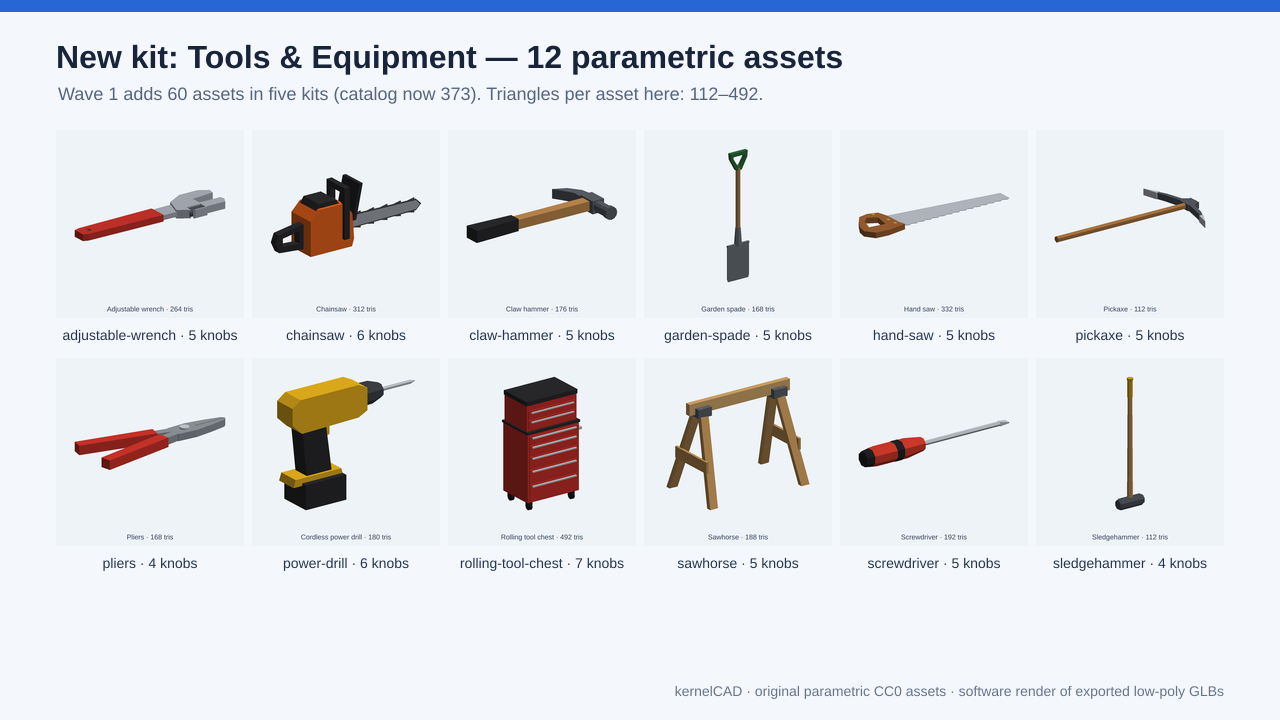 New kit: Tools & Equipment — 12 parametric assets
Wave 1 adds 60 assets in five kits (catalog now 373). Triangles per asset here: 112–492.
Adjustable wrench · 264 tris
Chainsaw · 312 tris
Claw hammer · 176 tris
Garden spade · 168 tris
Hand saw · 332 tris
Pickaxe · 112 tris
adjustable-wrench · 5 knobs
chainsaw · 6 knobs
claw-hammer · 5 knobs
garden-spade · 5 knobs
hand-saw · 5 knobs
pickaxe · 5 knobs
Pliers · 168 tris
Cordless power drill · 180 tris
Rolling tool chest · 492 tris
Sawhorse · 188 tris
Screwdriver · 192 tris
Sledgehammer · 112 tris
pliers · 4 knobs
power-drill · 6 knobs
rolling-tool-chest · 7 knobs
sawhorse · 5 knobs
screwdriver · 5 knobs
sledgehammer · 4 knobs
kernelCAD · original parametric CC0 assets · software render of exported low-poly GLBs